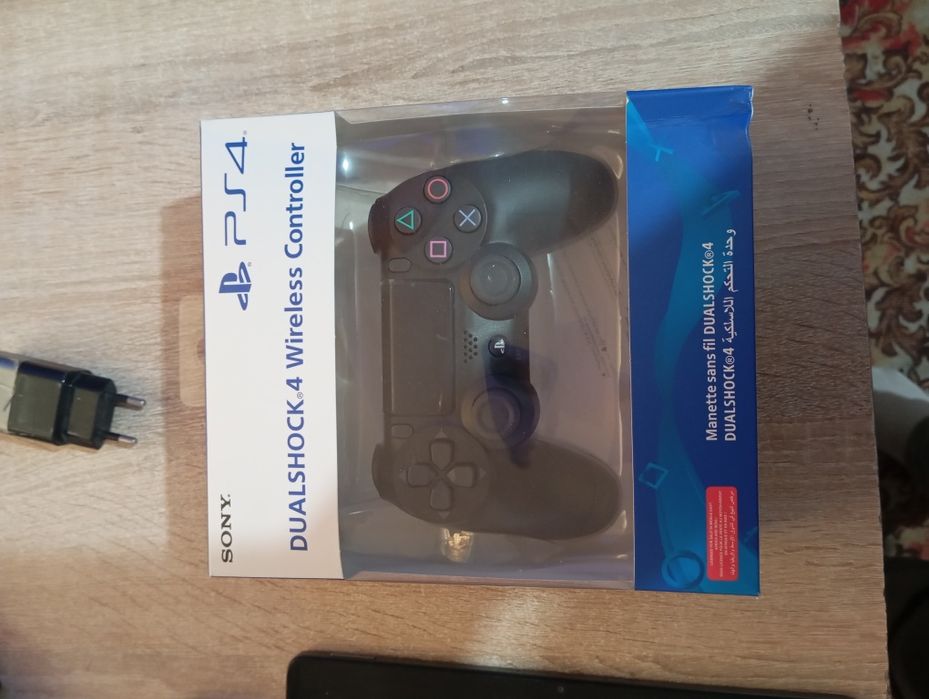 SONY
PS4
DUALSHOCK®4 Wireless Controller
Manette sans fil DUALSHOCK®4
وحدة التحكم اللاسلكية DUALSHOCK®4